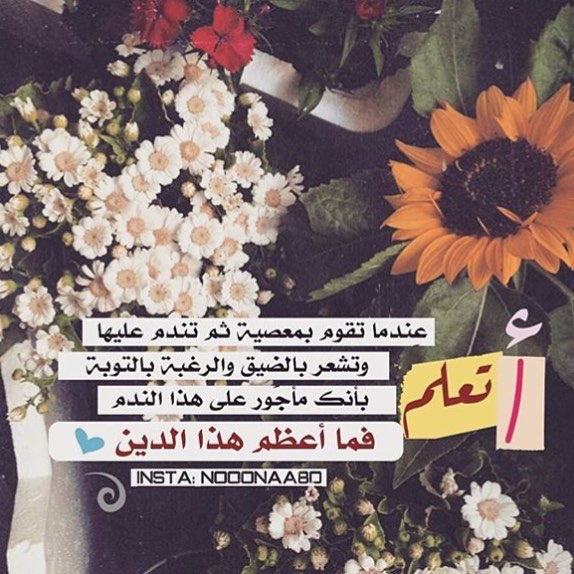 أتعلم
عندما تقوم بمعصية ثم تندم عليها
وتشعر بالضيق والرغبة بالتوبة
بأنك مأجور على هذا الندم
فما أعظم هذا الدين
INSTA: NOOONAABD